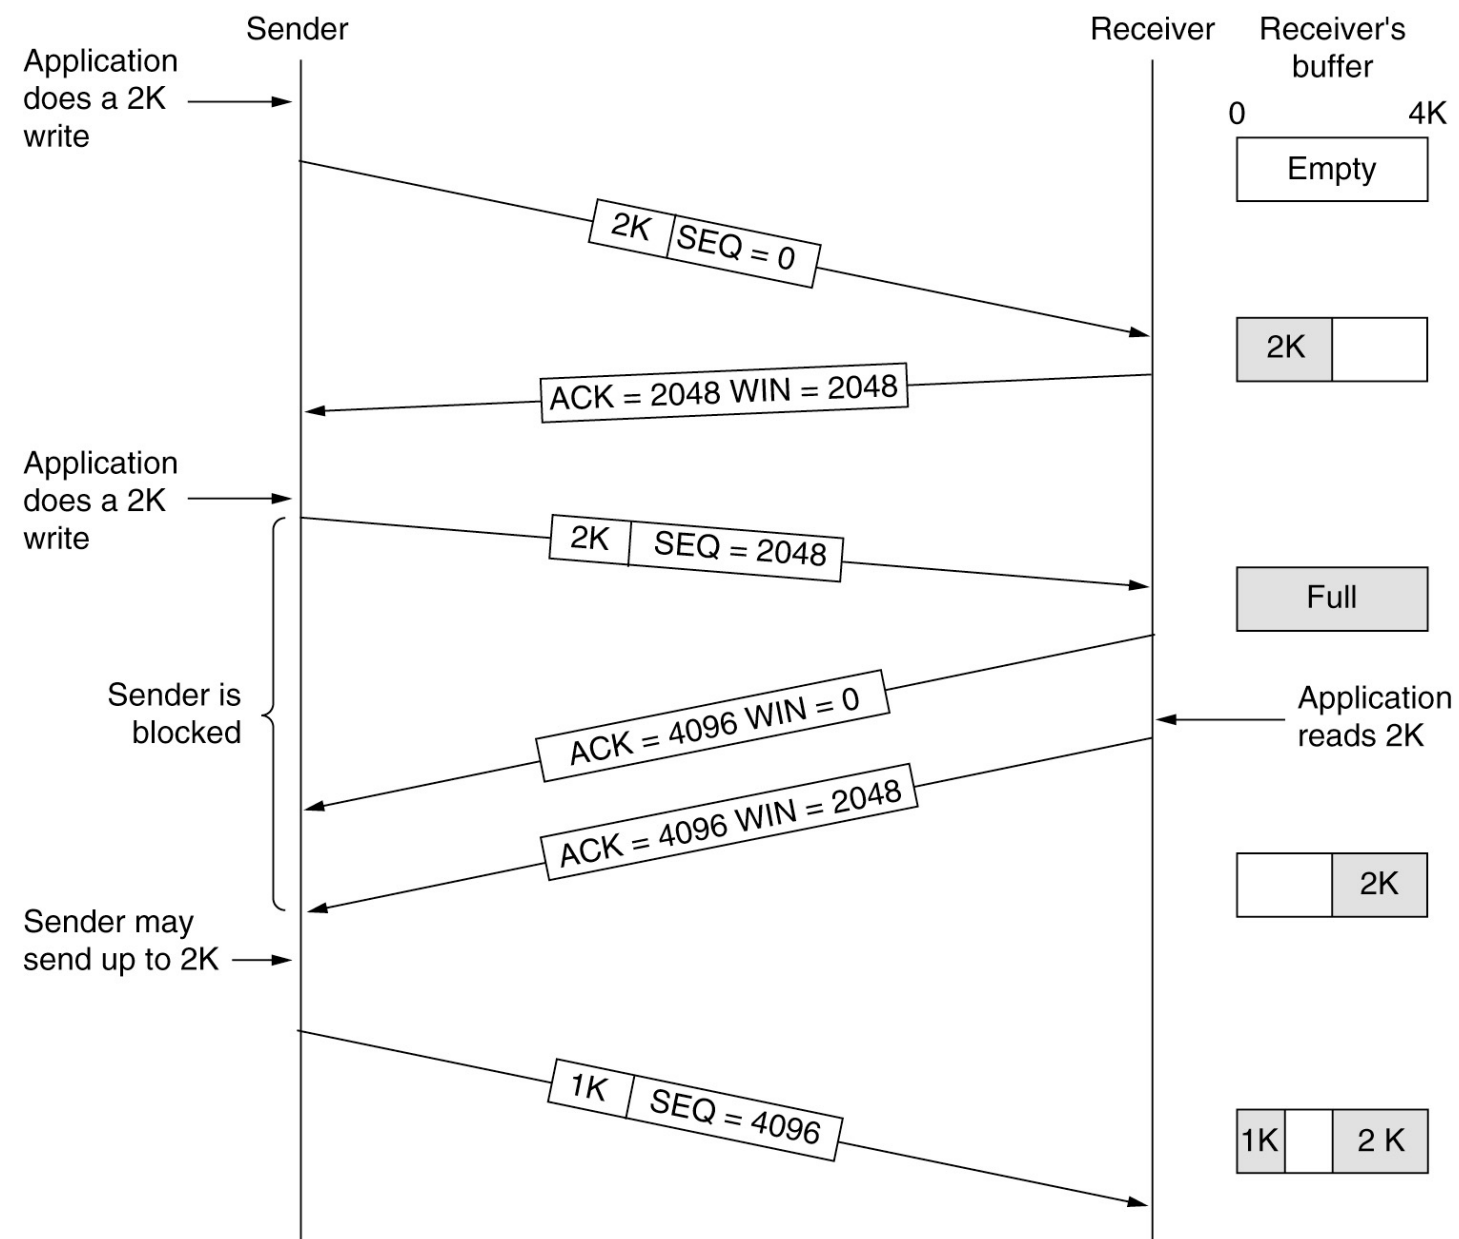 Sender
Receiver
Receiver's
buffer
Application
does a 2K
write
0
4K
Empty
2K
SEQ = 0
2K
ACK = 2048 WIN = 2048
Application
does a 2K
write
2K
SEQ = 2048
Full
Sender is
blocked
ACK = 4096 WIN = 0
Application
reads 2K
ACK = 4096 WIN = 2048
2K
Sender may
send up to 2K
1K
SEQ = 4096
1K
2 K